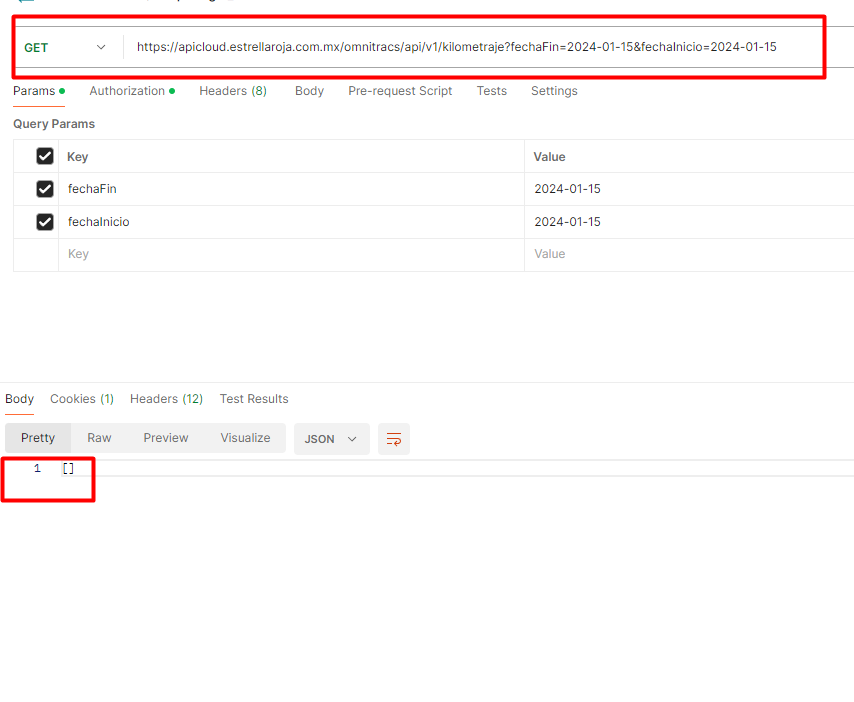 GET https://apicloud.estrellaroja.com.mx/omnitracs/api/v1/kilometraje?fechaFin=2024-01-15&fechaInicio=2024-01-15
Params Authorization Headers (8) Body Pre-request Script Tests Settings
Query Params
Key Value
fechaFin 2024-01-15
fechaInicio 2024-01-15
Key Value
Body Cookies (1) Headers (12) Test Results
Pretty Raw Preview Visualize JSON
1 []